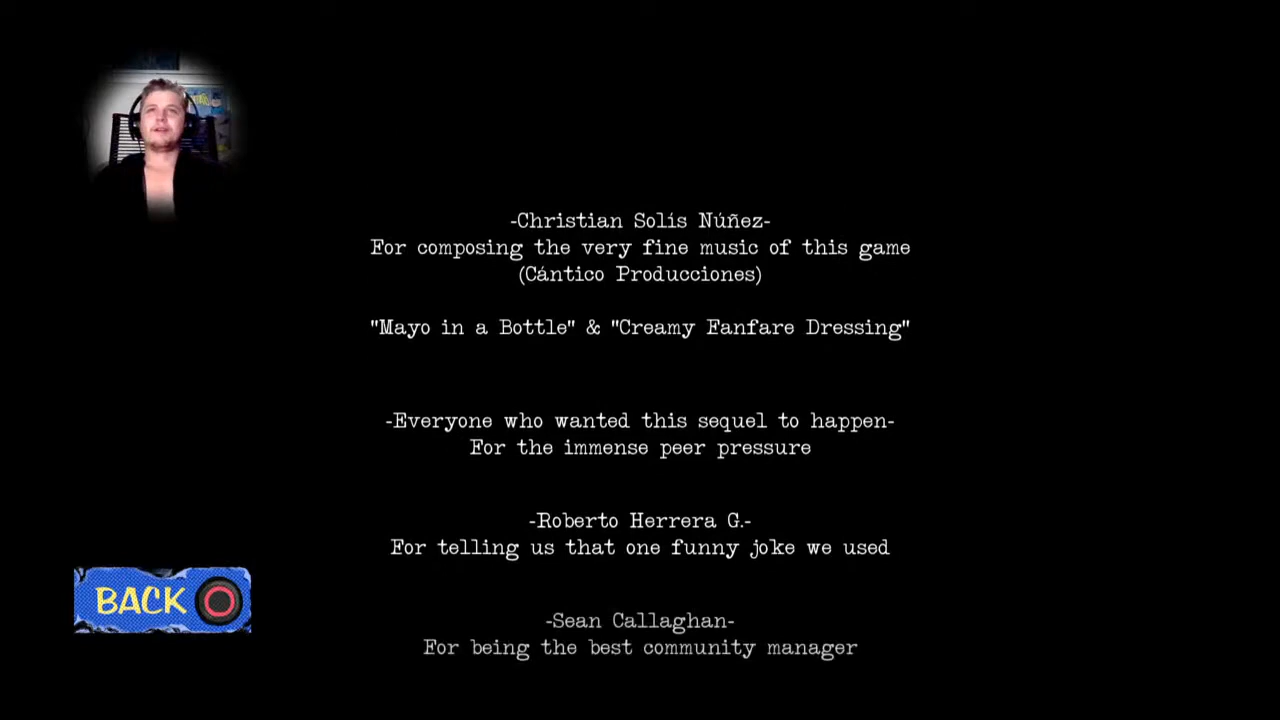 -Christian Solís Núñez-
For composing the very fine music of this game
(Cántico Producciones)
"Mayo in a Bottle" & "Creamy Fanfare Dressing"
-Everyone who wanted this sequel to happen-
For the immense peer pressure
-Roberto Herrera G.-
For telling us that one funny joke we used
BACK
-Sean Callaghan-
For being the best community manager